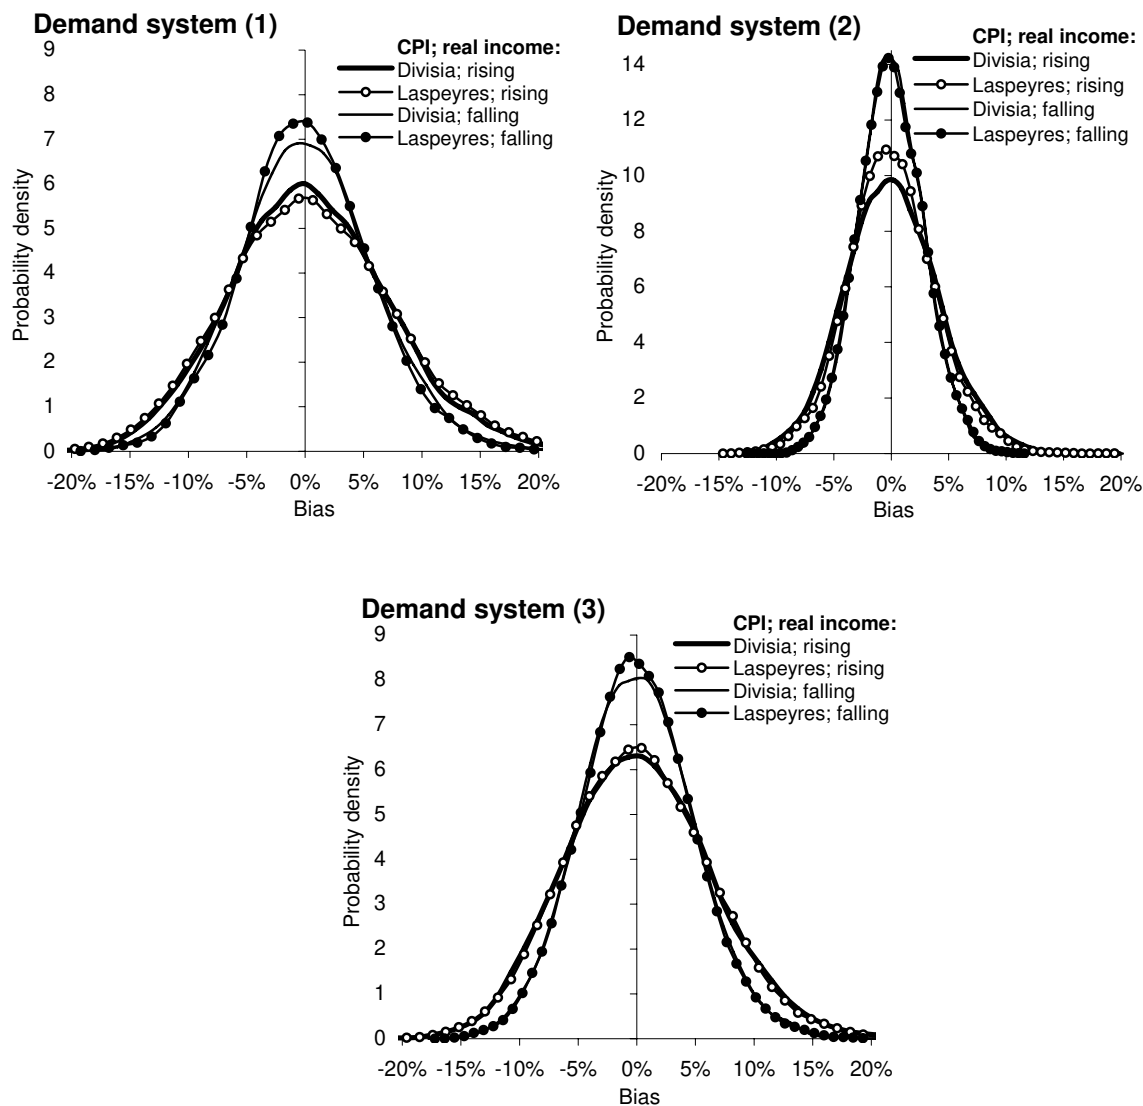 Demand system (1)
CPI; real income:
Divisia; rising
Laspeyres; rising
Divisia; falling
Laspeyres; falling
9
8
7
6
5
4
3
2
1
0
Probability density
-20% -15% -10% -5% 0% 5% 10% 15% 20%
Bias
Demand system (2)
CPI; real income:
Divisia; rising
Laspeyres; rising
Divisia; falling
Laspeyres; falling
14
12
10
8
6
4
2
0
Probability density
-20% -15% -10% -5% 0% 5% 10% 15% 20%
Bias
Demand system (3)
CPI; real income:
Divisia; rising
Laspeyres; rising
Divisia; falling
Laspeyres; falling
9
8
7
6
5
4
3
2
1
0
Probability density
-20% -15% -10% -5% 0% 5% 10% 15% 20%
Bias